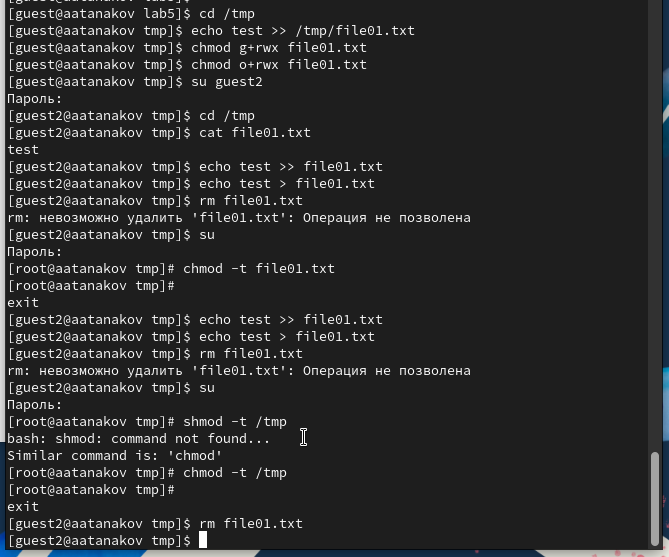 [guest@aatanakov lab5]$ cd /tmp
[guest@aatanakov tmp]$ echo test >> /tmp/file01.txt
[guest@aatanakov tmp]$ chmod g+rwx file01.txt
[guest@aatanakov tmp]$ chmod o+rwx file01.txt
[guest@aatanakov tmp]$ su guest2
Пароль:
[guest2@aatanakov tmp]$ cd /tmp
[guest2@aatanakov tmp]$ cat file01.txt
test
[guest2@aatanakov tmp]$ echo test >> file01.txt
[guest2@aatanakov tmp]$ echo test > file01.txt
[guest2@aatanakov tmp]$ rm file01.txt
rm: невозможно удалить 'file01.txt': Операция не позволена
[guest2@aatanakov tmp]$ su
Пароль:
[root@aatanakov tmp]# chmod -t file01.txt
[root@aatanakov tmp]#
exit
[guest2@aatanakov tmp]$ echo test >> file01.txt
[guest2@aatanakov tmp]$ echo test > file01.txt
[guest2@aatanakov tmp]$ rm file01.txt
rm: невозможно удалить 'file01.txt': Операция не позволена
[guest2@aatanakov tmp]$ su
Пароль:
[root@aatanakov tmp]# shmod -t /tmp
bash: shmod: command not found...
Similar command is: 'chmod'
[root@aatanakov tmp]# chmod -t /tmp
[root@aatanakov tmp]#
exit
[guest2@aatanakov tmp]$ rm file01.txt
[guest2@aatanakov tmp]$